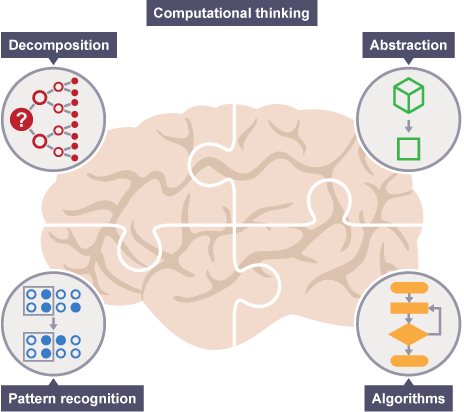 Computational thinking
Decomposition
Abstraction
?
Pattern recognition
Algorithms